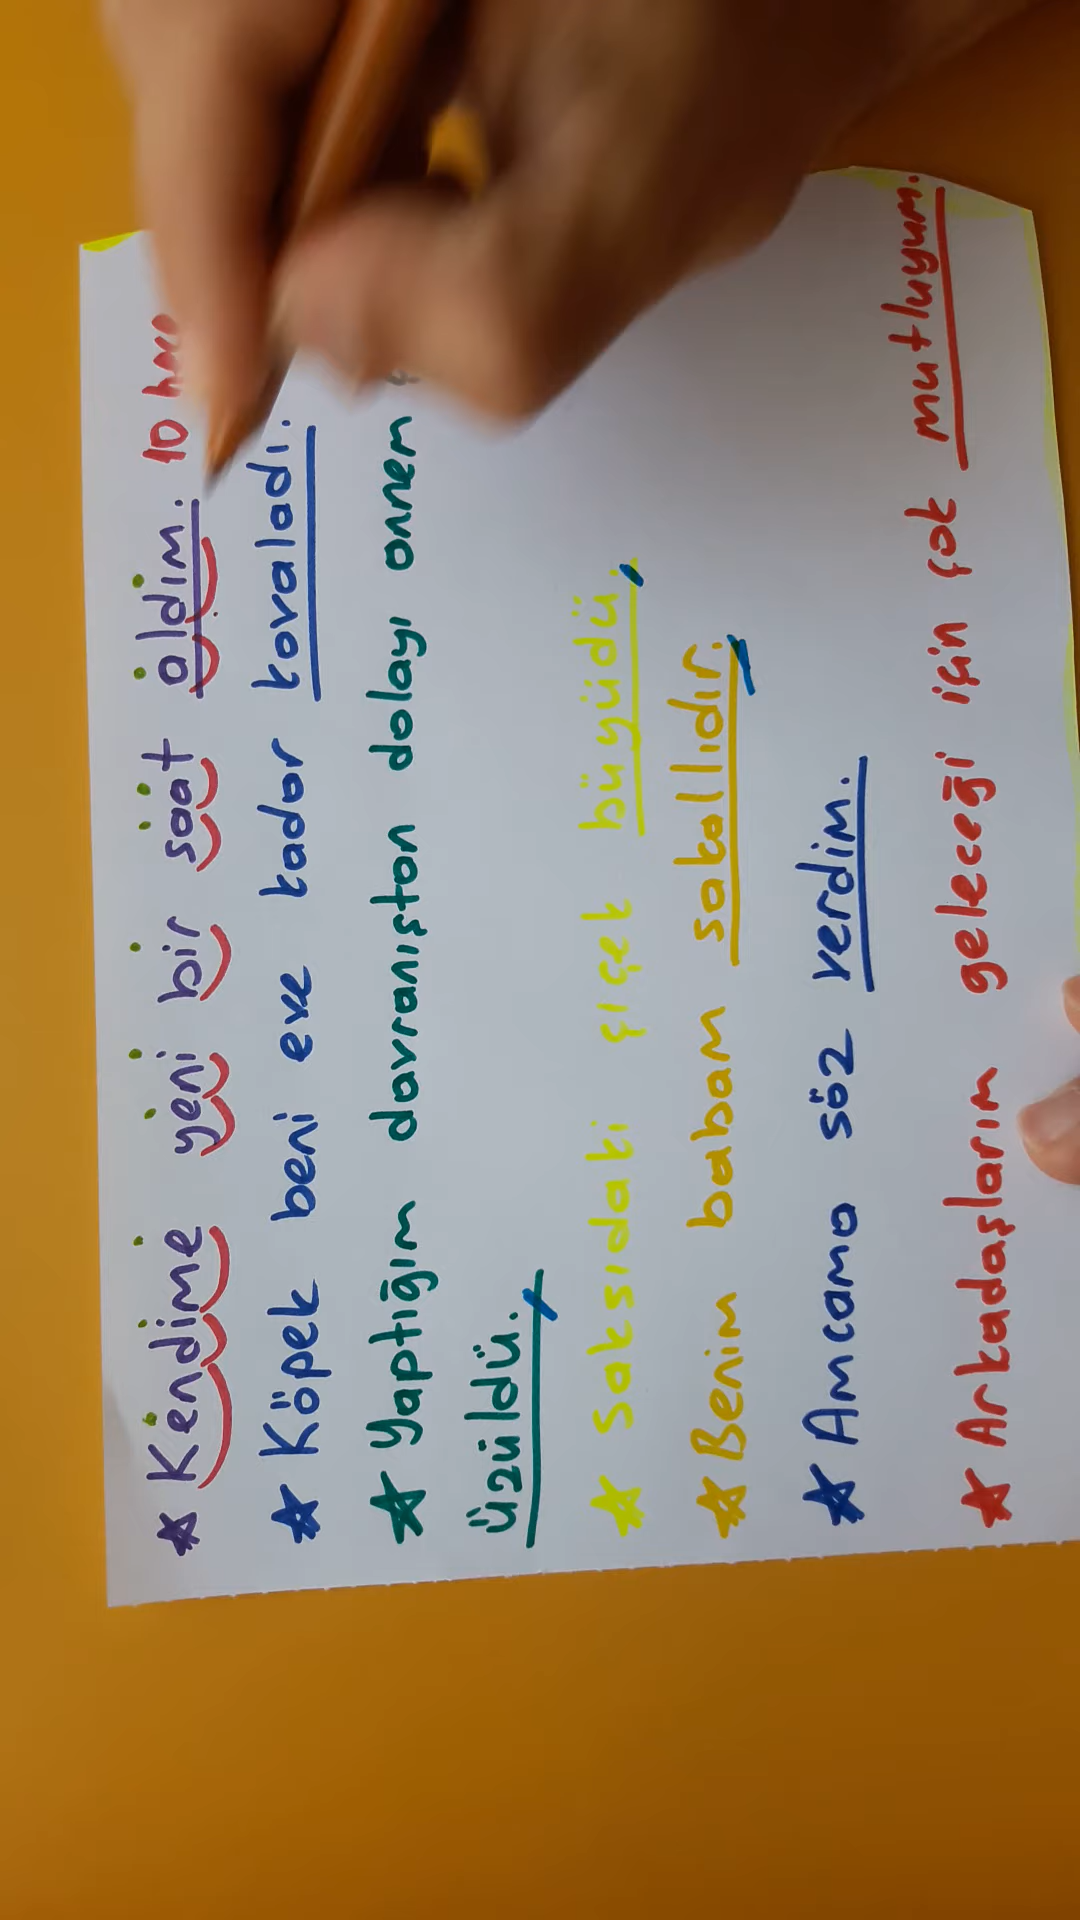 ★ Kendime yeni bir saat aldım. 10
★ Köpek beni eve kadar kovaladı.
★ Yaptığım davranıştan dolayı annem
üzüldü.
★ Saksıdaki çiçek büyüdü.
★ Benim babam sakallıdır.
★ Amcama söz verdim.
★ Arkadaşlarım geleceği için çok mutluyum.